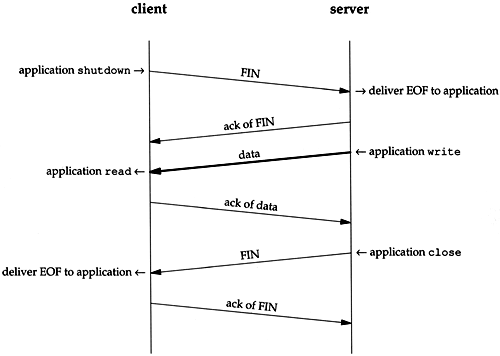 client server
application shutdown →
FIN
→ deliver EOF to application
ack of FIN
← application write
data
application read ←
ack of data
← application close
FIN
deliver EOF to application ←
ack of FIN